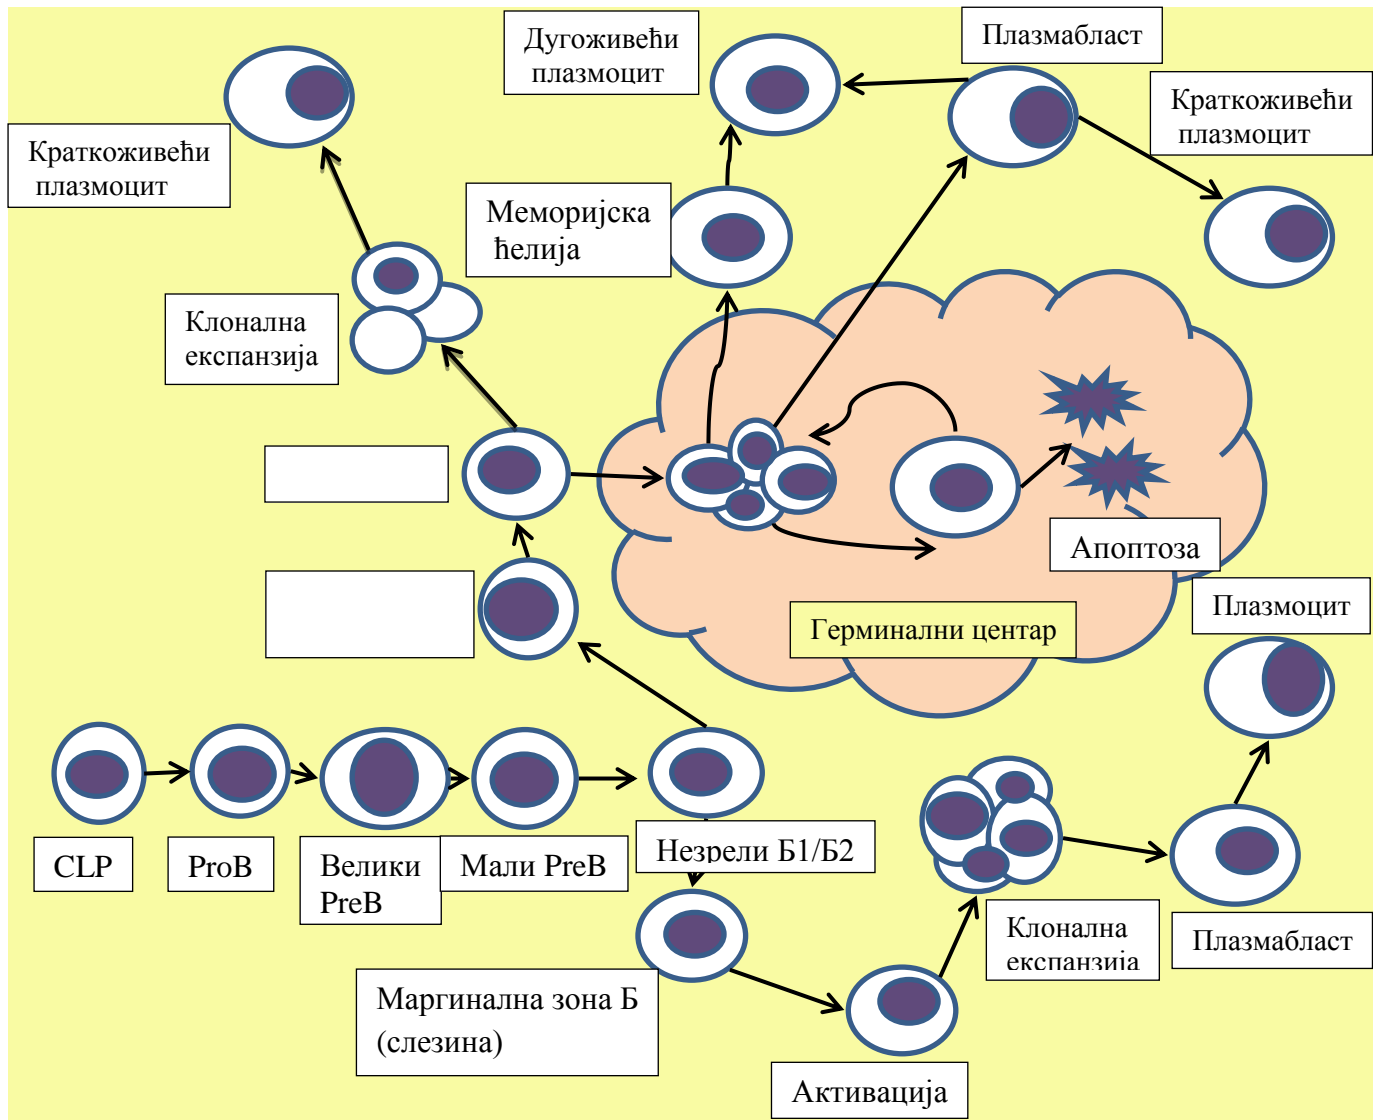 Дугоживећи
плазмоцит
Плазмабласт
Краткоживећи
плазмоцит
Краткоживећи
плазмоцит
Меморијска
ћелија
Клонална
експанзија
Апоптоза
Плазмоцит
Герминални центар
CLP
ProB
Велики
PreB
Мали PreB
Незрели Б1/Б2
Клонална
експанзија
Плазмабласт
Маргинална зона Б
(слезина)
Активација